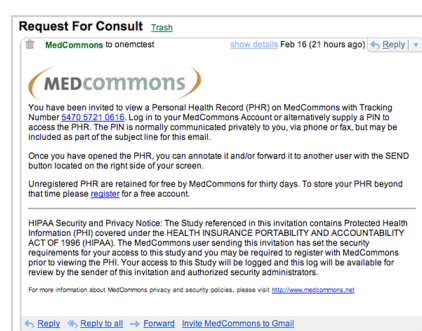 Request For Consult Trash
MedCommons to onemctest show details Feb 16 (21 hours ago) Reply
MEDcommons
You have been invited to view a Personal Health Record (PHR) on MedCommons with Tracking
Number 5470 5721 0616. Log in to your MedCommons Account or alternatively supply a PIN to
access the PHR. The PIN is normally communicated privately to you, via phone or fax, but may be
included as part of the subject line for this email.
Once you have opened the PHR, you can annotate it and/or forward it to another user with the SEND
button located on the right side of your screen.
Unregistered PHR are retained for free by MedCommons for thirty days. To store your PHR beyond
that time please register for a free account.
HIPAA Security and Privacy Notice: The Study referenced in this invitation contains Protected Health
Information (PHI) covered under the HEALTH INSURANCE PORTABILITY AND ACCOUNTABILITY
ACT OF 1996 (HIPAA). The MedCommons user sending this invitation has set the security
requirements for your access to this study and you may be required to register with MedCommons
prior to viewing the PHI. Your access to this Study will be logged and this log will be available for
review by the sender of this invitation and authorized security administrators.
For more information about MedCommons privacy and security policies, please visit http://www.medcommons.net
Reply Reply to all Forward Invite MedCommons to Gmail